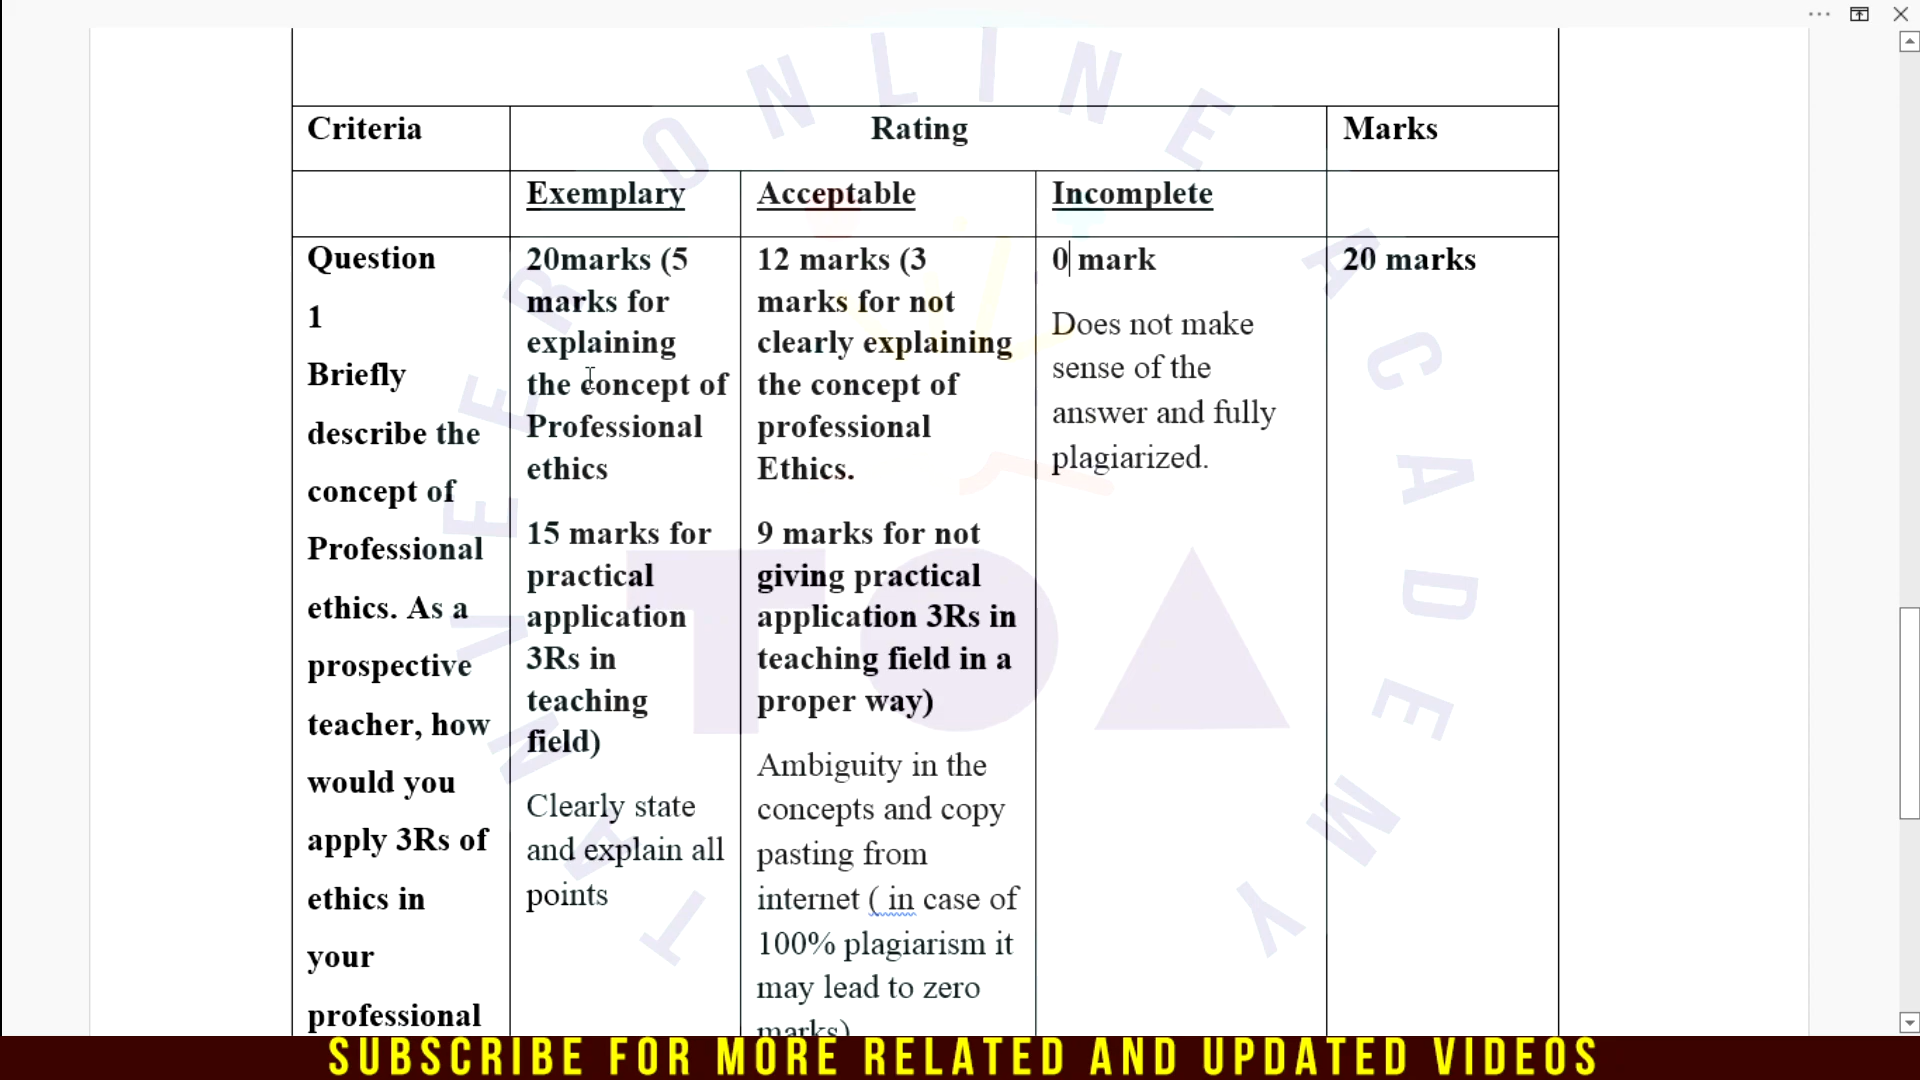 Criteria
Rating
Marks
Exemplary
Acceptable
Incomplete
Question
1
Briefly
describe the
concept of
Professional
ethics. As a
prospective
teacher, how
would you
apply 3Rs of
ethics in
your
professional
20marks (5
marks for
explaining
the concept of
Professional
ethics
15 marks for
practical
application
3Rs in
teaching
field)
Clearly state
and explain all
points
12 marks (3
marks for not
clearly explaining
the concept of
professional
Ethics.
9 marks for not
giving practical
application 3Rs in
teaching field in a
proper way)
Ambiguity in the
concepts and copy
pasting from
internet ( in case of
100% plagiarism it
may lead to zero
marks)
0 mark
Does not make
sense of the
answer and fully
plagiarized.
20 marks
TANVEER ONLINE ACADEMY
TOA
SUBSCRIBE FOR MORE RELATED AND UPDATED VIDEOS